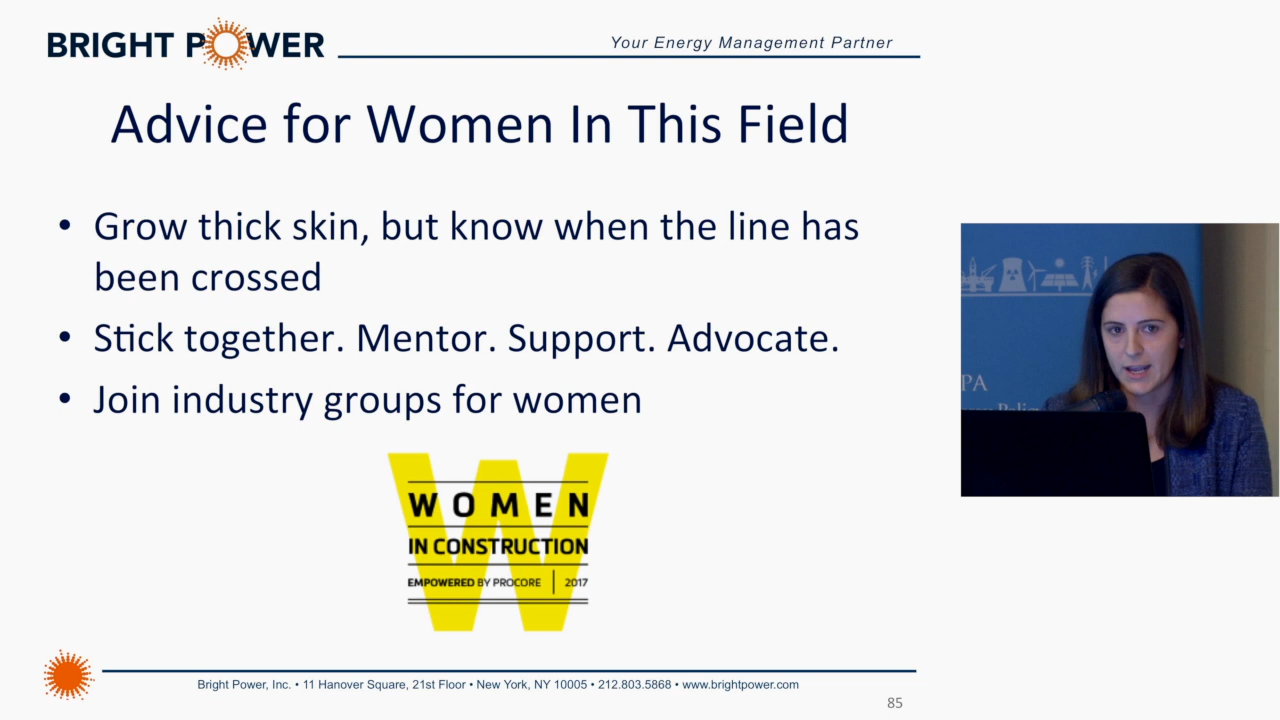 BRIGHT POWER
Your Energy Management Partner
Advice for Women In This Field
• Grow thick skin, but know when the line has
been crossed
• Stick together. Mentor. Support. Advocate.
• Join industry groups for women
WOMEN
IN CONSTRUCTION
EMPOWERED BY PROCORE | 2017
PA
Bright Power, Inc. • 11 Hanover Square, 21st Floor • New York, NY 10005 • 212.803.5868 • www.brightpower.com
85